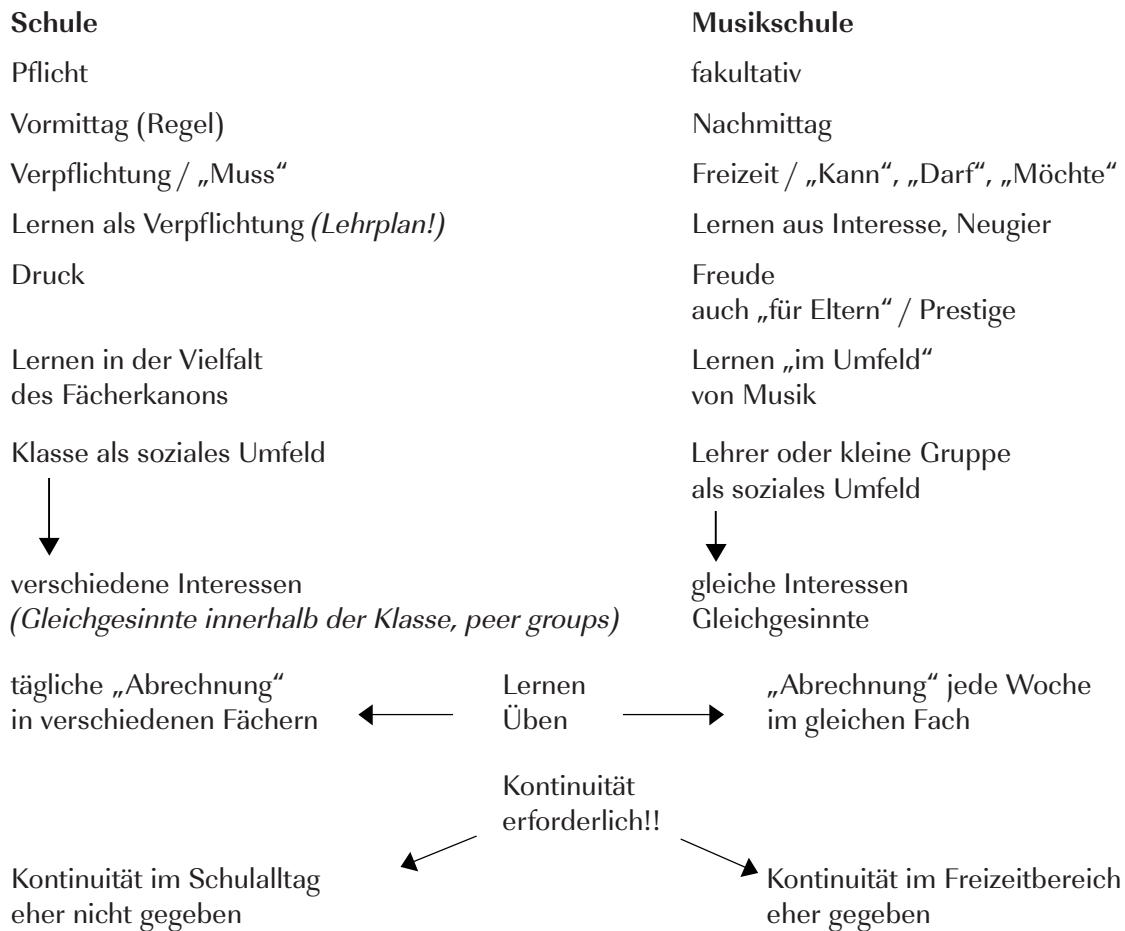 Schule Musikschule
Pflicht fakultativ
Vormittag (Regel) Nachmittag
Verpflichtung / „Muss“ Freizeit / „Kann“, „Darf“, „Möchte“
Lernen als Verpflichtung (Lehrplan!) Lernen aus Interesse, Neugier
Druck Freude
auch „für Eltern“ / Prestige
Lernen in der Vielfalt Lernen „im Umfeld“
des Fächerkanons von Musik
Klasse als soziales Umfeld Lehrer oder kleine Gruppe
als soziales Umfeld
verschiedene Interessen gleiche Interessen
(Gleichgesinnte innerhalb der Klasse, peer groups) Gleichgesinnte
tägliche „Abrechnung“ Lernen „Abrechnung“ jede Woche
in verschiedenen Fächern Üben im gleichen Fach
Kontinuität
erforderlich!!
Kontinuität im Schulalltag Kontinuität im Freizeitbereich
eher nicht gegeben eher gegeben